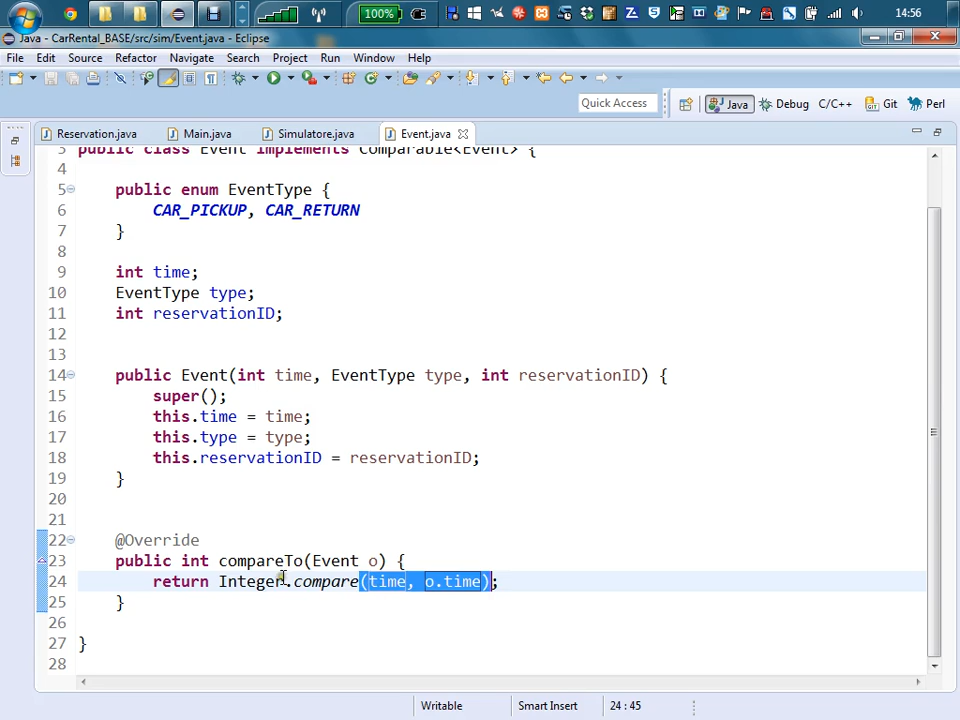 100%
14:56
Java - CarRental_BASE/src/sim/Event.java - Eclipse
File Edit Source Refactor Navigate Search Project Run Window Help
Quick Access
Java Debug C/C++ Git Perl
Reservation.java Main.java Simulatore.java Event.java
3 public class Event implements Comparable<Event> {
4
5 public enum EventType {
6 CAR_PICKUP, CAR_RETURN
7 }
8
9 int time;
10 EventType type;
11 int reservationID;
12
13
14 public Event(int time, EventType type, int reservationID) {
15 super();
16 this.time = time;
17 this.type = type;
18 this.reservationID = reservationID;
19 }
20
21
22 @Override
23 public int compareTo(Event o) {
24 return Integer.compare(time, o.time);
25 }
26
27 }
28
Writable Smart Insert 24 : 45